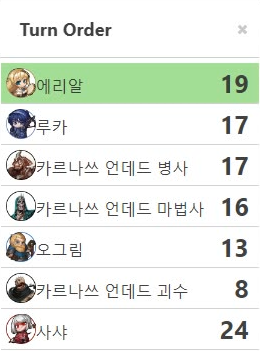 Turn Order ×
에리알 19
루카 17
카르나쓰 언데드 병사 17
카르나쓰 언데드 마법사 16
오그림 13
카르나쓰 언데드 괴수 8
사샤 24